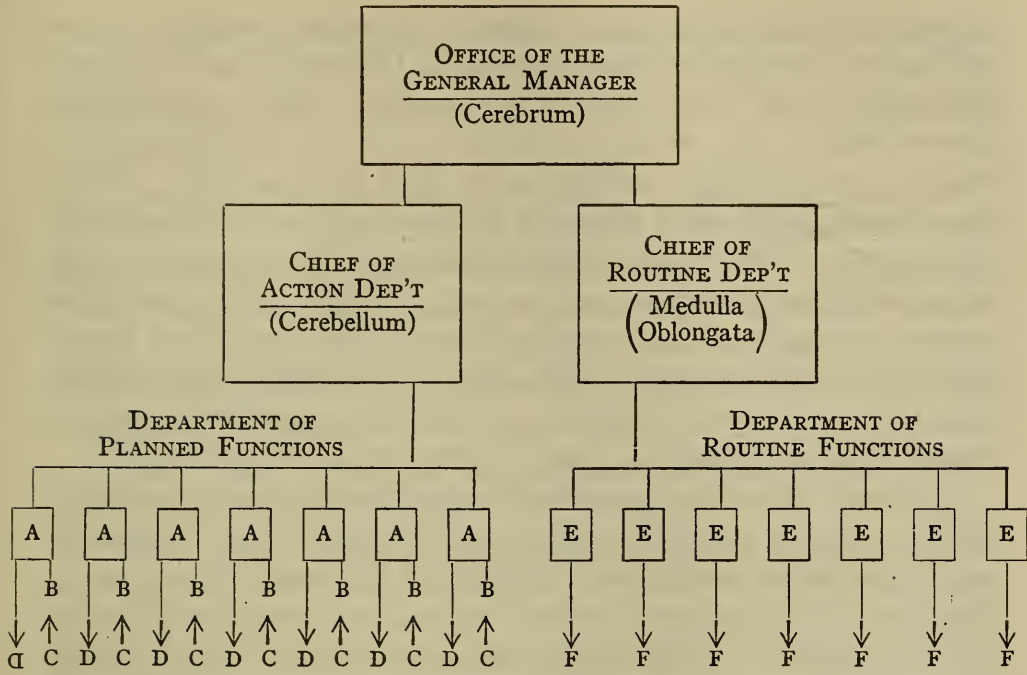 OFFICE OF THE
GENERAL MANAGER
(Cerebrum)
CHIEF OF
ACTION DEP'T
(Cerebellum)
CHIEF OF
ROUTINE DEP'T
(Medulla
Oblongata)
DEPARTMENT OF
PLANNED FUNCTIONS
DEPARTMENT OF
ROUTINE FUNCTIONS
A A A A A A A E E E E E E E
B B B B B B B
D C D C D C D C D C D C D C F F F F F F F